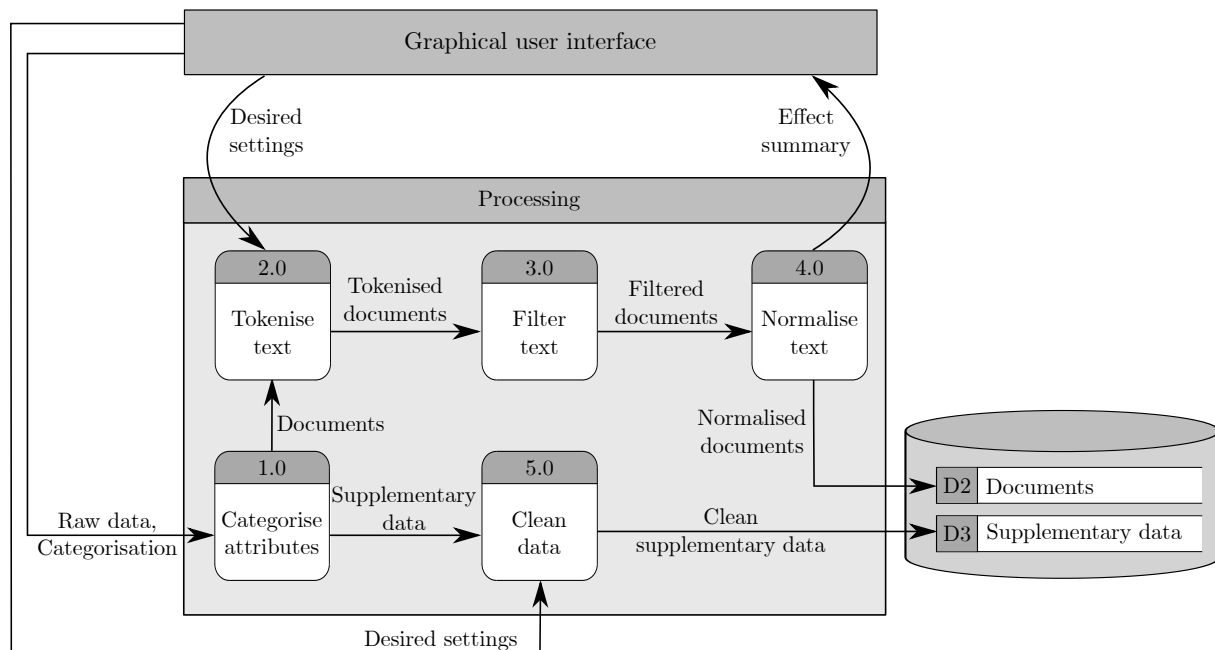 Graphical user interface
Desired
settings
Effect
summary
Processing
2.0
Tokenise
text
Tokenised
documents
3.0
Filter
text
Filtered
documents
4.0
Normalise
text
Documents
Normalised
documents
1.0
Categorise
attributes
Raw data,
Categorisation
Supplementary
data
5.0
Clean
data
Clean
supplementary data
D2 Documents
D3 Supplementary data
Desired settings